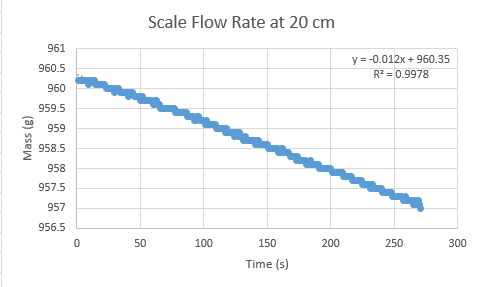 Scale Flow Rate at 20 cm
y = -0.012x + 960.35
R² = 0.9978
Mass (g)
961
960.5
960
959.5
959
958.5
958
957.5
957
956.5
0 50 100 150 200 250 300
Time (s)